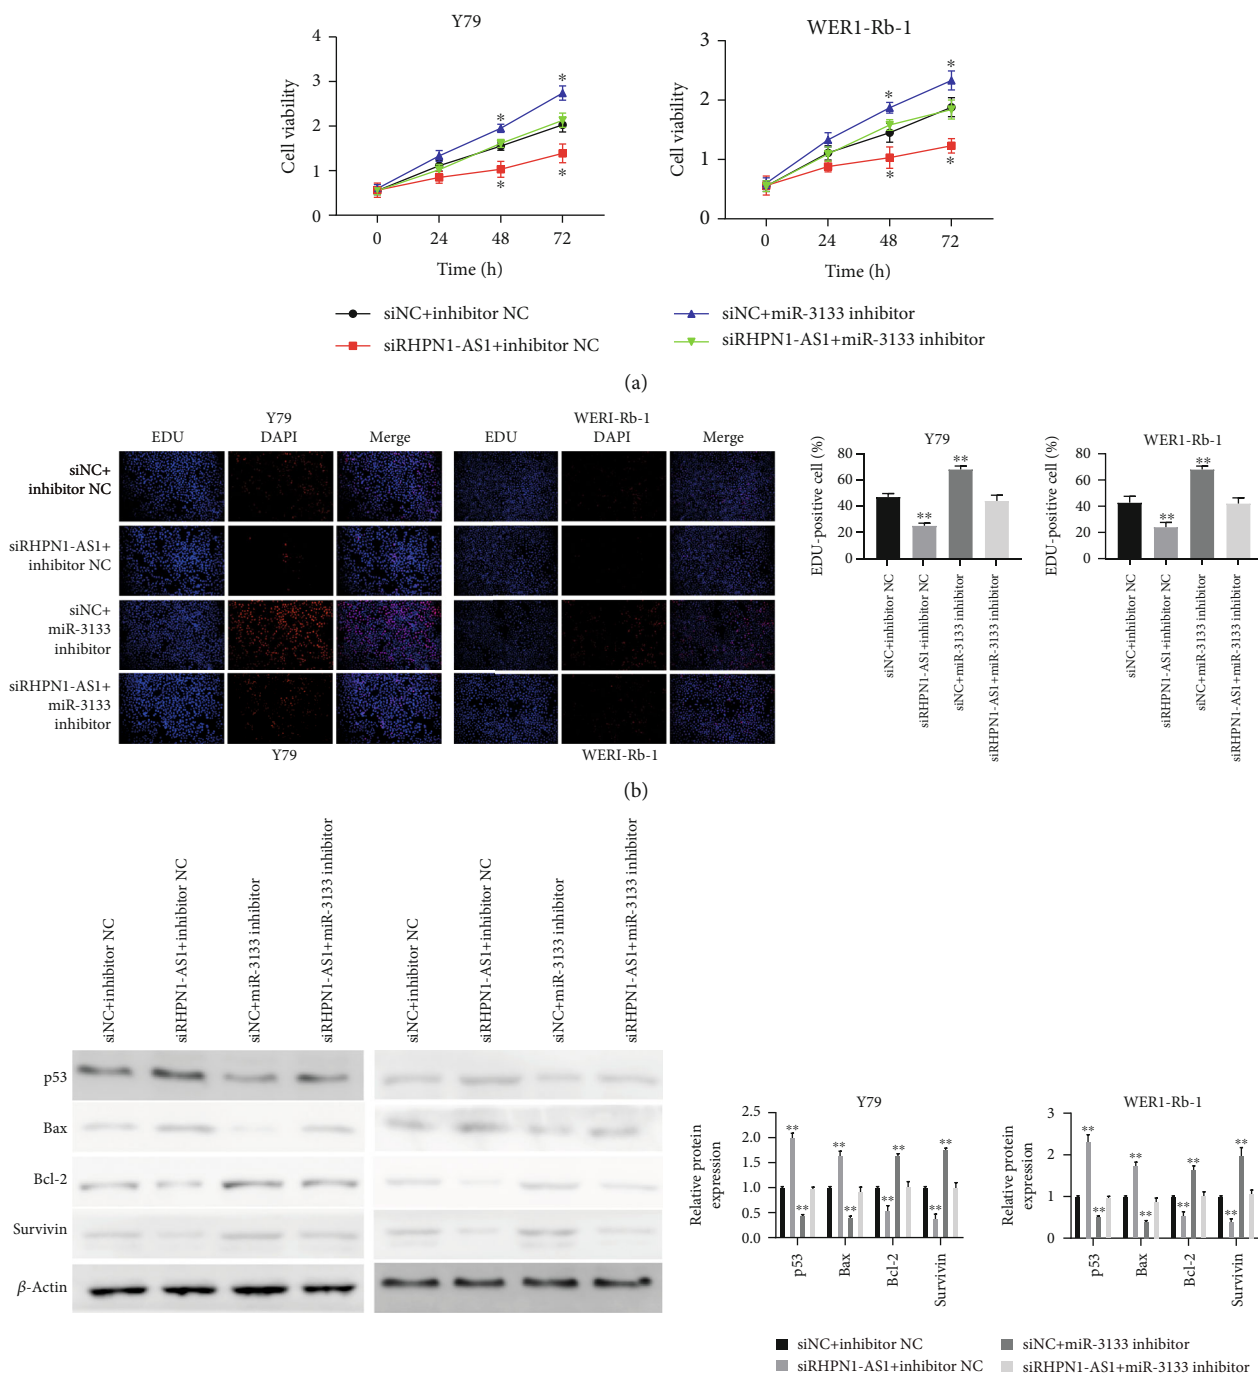 Y79
WER1-Rb-1
Cell viability
4
3
2
1
0
0
24
48
72
Time (h)
*
*
*
*
Cell viability
3
2
1
0
0
24
48
72
Time (h)
*
*
*
*
siNC+inhibitor NC
siRHPN1-AS1+inhibitor NC
siNC+miR-3133 inhibitor
siRHPN1-AS1+miR-3133 inhibitor
(a)
Y79
WERI-Rb-1
EDU
DAPI
Merge
EDU
DAPI
Merge
siNC+
inhibitor NC
siRHPN1-AS1+
inhibitor NC
siNC+
miR-3133
inhibitor
siRHPN1-AS1+
miR-3133
inhibitor
Y79
WERI-Rb-1
Y79
EDU-positive cell (%)
80
60
40
20
0
**
**
siNC+inhibitor NC
siRHPN1-AS1+inhibitor NC
siNC+miR-3133 inhibitor
siRHPN1-AS1+miR-3133 inhibitor
WER1-Rb-1
EDU-positive cell (%)
80
60
40
20
0
**
**
siNC+inhibitor NC
siRHPN1-AS1+inhibitor NC
siNC+miR-3133 inhibitor
siRHPN1-AS1+miR-3133 inhibitor
(b)
siNC+inhibitor NC
siRHPN1-AS1+inhibitor NC
siNC+miR-3133 inhibitor
siRHPN1-AS1+miR-3133 inhibitor
siNC+inhibitor NC
siRHPN1-AS1+inhibitor NC
siNC+miR-3133 inhibitor
siRHPN1-AS1+miR-3133 inhibitor
p53
Bax
Bcl-2
Survivin
β-Actin
Y79
Relative protein
expression
2.5
2.0
1.5
1.0
0.5
0.0
**
**
**
**
**
**
**
**
p53
Bax
Bcl-2
Survivin
WER1-Rb-1
Relative protein
expression
3
2
1
0
**
**
**
**
**
**
**
**
p53
Bax
Bcl-2
Survivin
siNC+inhibitor NC
siRHPN1-AS1+inhibitor NC
siNC+miR-3133 inhibitor
siRHPN1-AS1+miR-3133 inhibitor